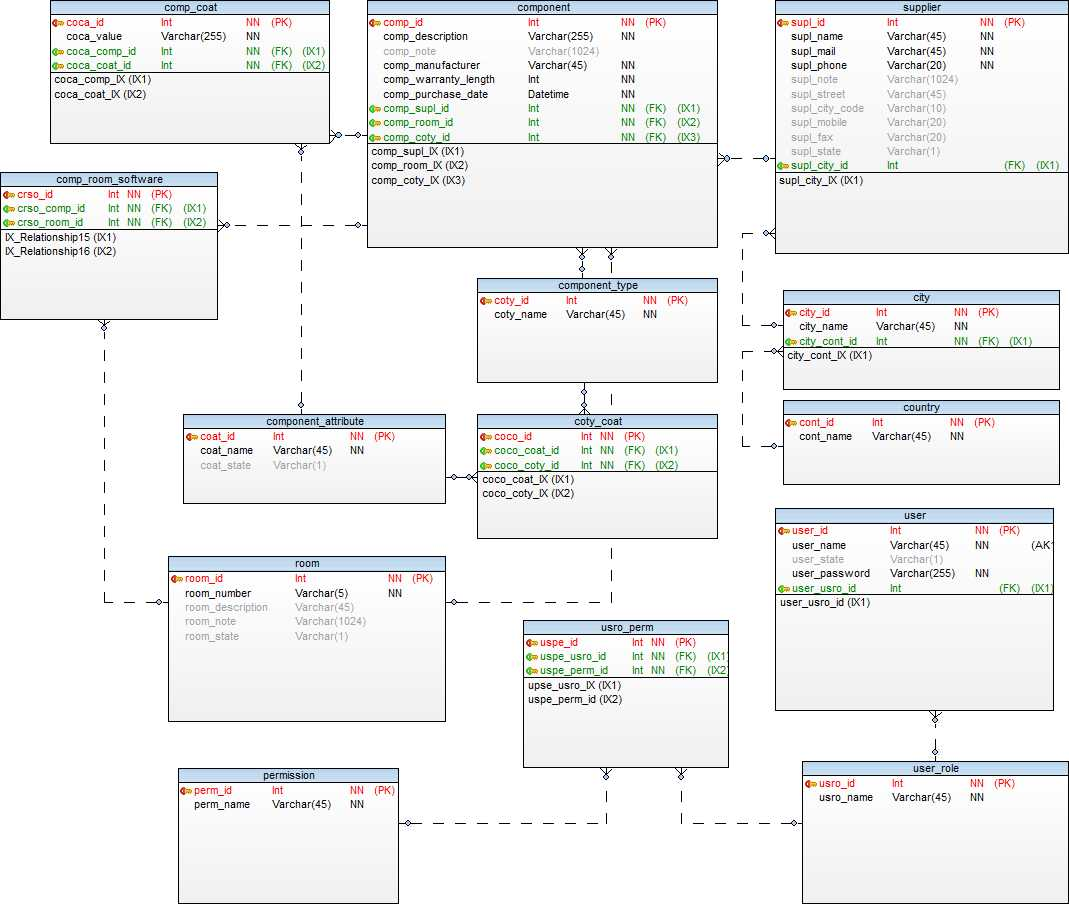 comp_coat
coca_id Int NN (PK)
coca_value Varchar(255) NN
coca_comp_id Int NN (FK) (IX1)
coca_coat_id Int NN (FK) (IX2)
coca_comp_IX (IX1)
coca_coat_IX (IX2)
component
comp_id Int NN (PK)
comp_description Varchar(255) NN
comp_note Varchar(1024)
comp_manufacturer Varchar(45) NN
comp_warranty_length Int NN
comp_purchase_date Datetime NN
comp_supl_id Int NN (FK) (IX1)
comp_room_id Int NN (FK) (IX2)
comp_coty_id Int NN (FK) (IX3)
comp_supl_IX (IX1)
comp_room_IX (IX2)
comp_coty_IX (IX3)
supplier
supl_id Int NN (PK)
supl_name Varchar(45) NN
supl_mail Varchar(45) NN
supl_phone Varchar(20) NN
supl_note Varchar(1024)
supl_street Varchar(45)
supl_city_code Varchar(10)
supl_mobile Varchar(20)
supl_fax Varchar(20)
supl_state Varchar(1)
supl_city_id Int (FK) (IX1)
supl_city_IX (IX1)
comp_room_software
crso_id Int NN (PK)
crso_comp_id Int NN (FK) (IX1)
crso_room_id Int NN (FK) (IX2)
IX_Relationship15 (IX1)
IX_Relationship16 (IX2)
component_type
coty_id Int NN (PK)
coty_name Varchar(45) NN
city
city_id Int NN (PK)
city_name Varchar(45) NN
city_cont_id Int NN (FK) (IX1)
city_cont_IX (IX1)
country
cont_id Int NN (PK)
cont_name Varchar(45) NN
component_attribute
coat_id Int NN (PK)
coat_name Varchar(45) NN
coat_state Varchar(1)
coty_coat
coco_id Int NN (PK)
coco_coat_id Int NN (FK) (IX1)
coco_coty_id Int NN (FK) (IX2)
coco_coat_IX (IX1)
coco_coty_IX (IX2)
user
user_id Int NN (PK)
user_name Varchar(45) NN (AK1
user_state Varchar(1)
user_password Varchar(255) NN
user_usro_id Int (FK) (IX1)
user_usro_id (IX1)
room
room_id Int NN (PK)
room_number Varchar(5) NN
room_description Varchar(45)
room_note Varchar(1024)
room_state Varchar(1)
usro_perm
uspe_id Int NN (PK)
uspe_usro_id Int NN (FK) (IX1)
uspe_perm_id Int NN (FK) (IX2
upse_usro_IX (IX1)
uspe_perm_id (IX2)
permission
perm_id Int NN (PK)
perm_name Varchar(45) NN
user_role
usro_id Int NN (PK)
usro_name Varchar(45) NN